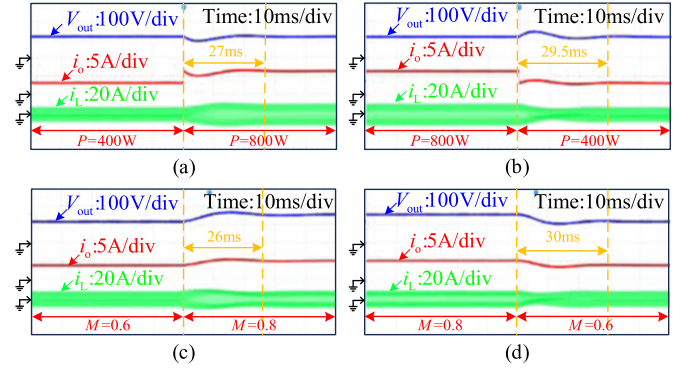 Vout:100V/div Time:10ms/div
27ms
io:5A/div
iL:20A/div
P=400W P=800W
(a)
Vout:100V/div Time:10ms/div
29.5ms
io:5A/div
iL:20A/div
P=800W P=400W
(b)
Vout:100V/div Time:10ms/div
26ms
io:5A/div
iL:20A/div
M=0.6 M=0.8
(c)
Vout:100V/div Time:10ms/div
30ms
io:5A/div
iL:20A/div
M=0.8 M=0.6
(d)